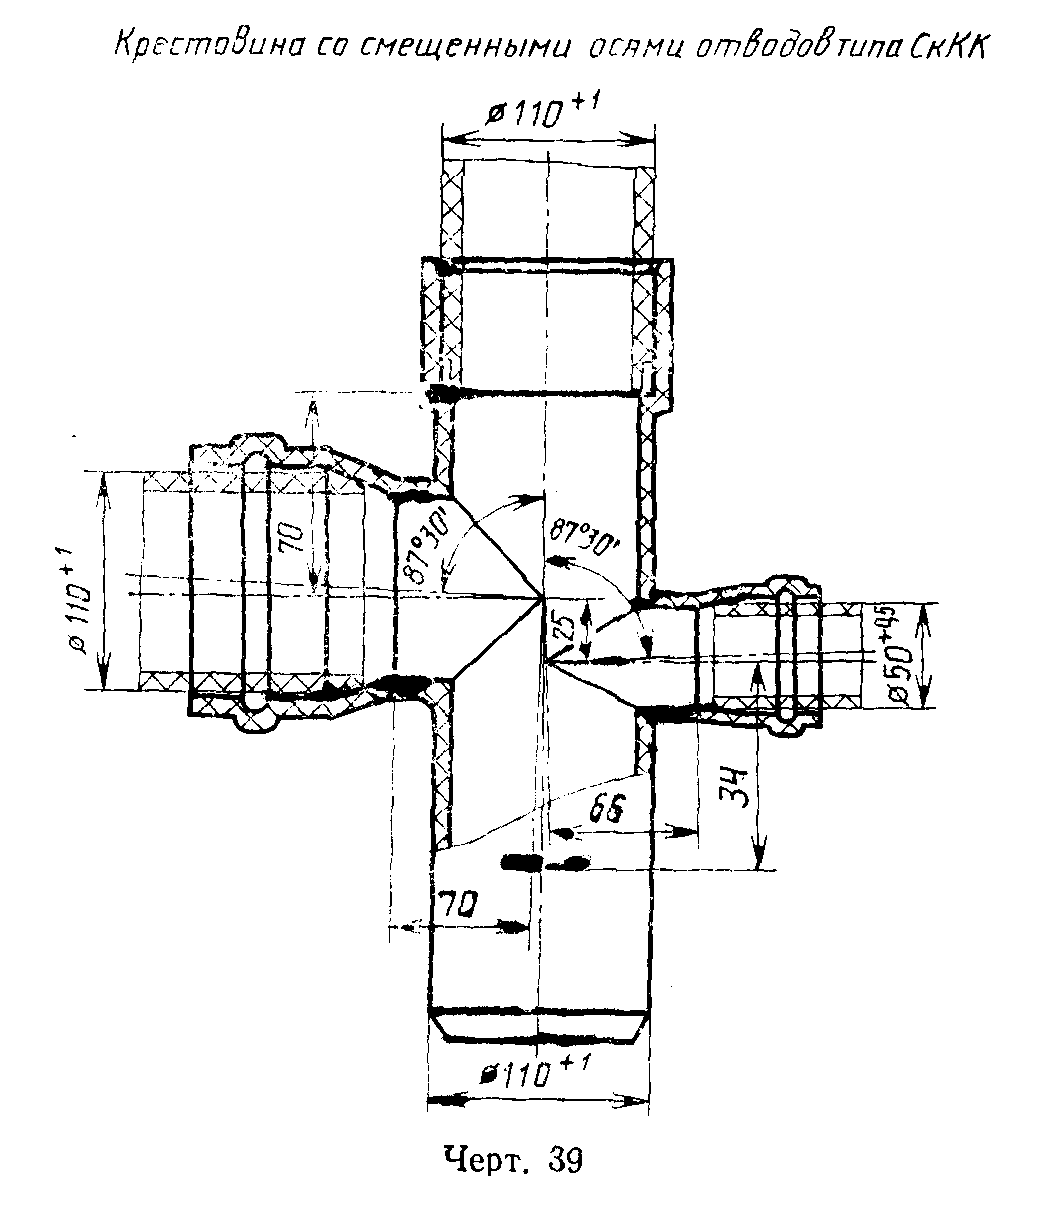 Крестовина со смещенными осями отводов типа СкКК
ø110⁺¹
70
87°30'
87°30'
ø110⁺¹
25
ø50⁺⁰'⁵
34
66
70
ø110⁺¹
Черт. 39